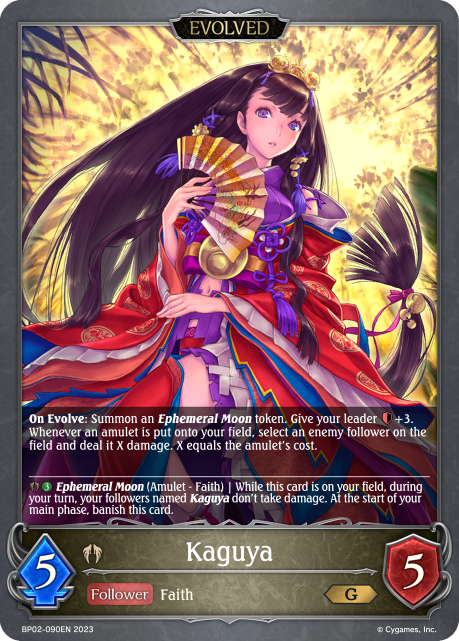 EVOLVED
On Evolve: Summon an Ephemeral Moon token. Give your leader +3.
Whenever an amulet is put onto your field, select an enemy follower on
the field and deal it X damage. X equals the amulet's cost.
3 Ephemeral Moon (Amulet - Faith) | While this card is on your field, during
your turn, your followers named Kaguya don't take damage. At the start of your
main phase, banish this card.
5 Kaguya 5
Follower Faith G
BP02-090EN 2023 © Cygames, Inc.